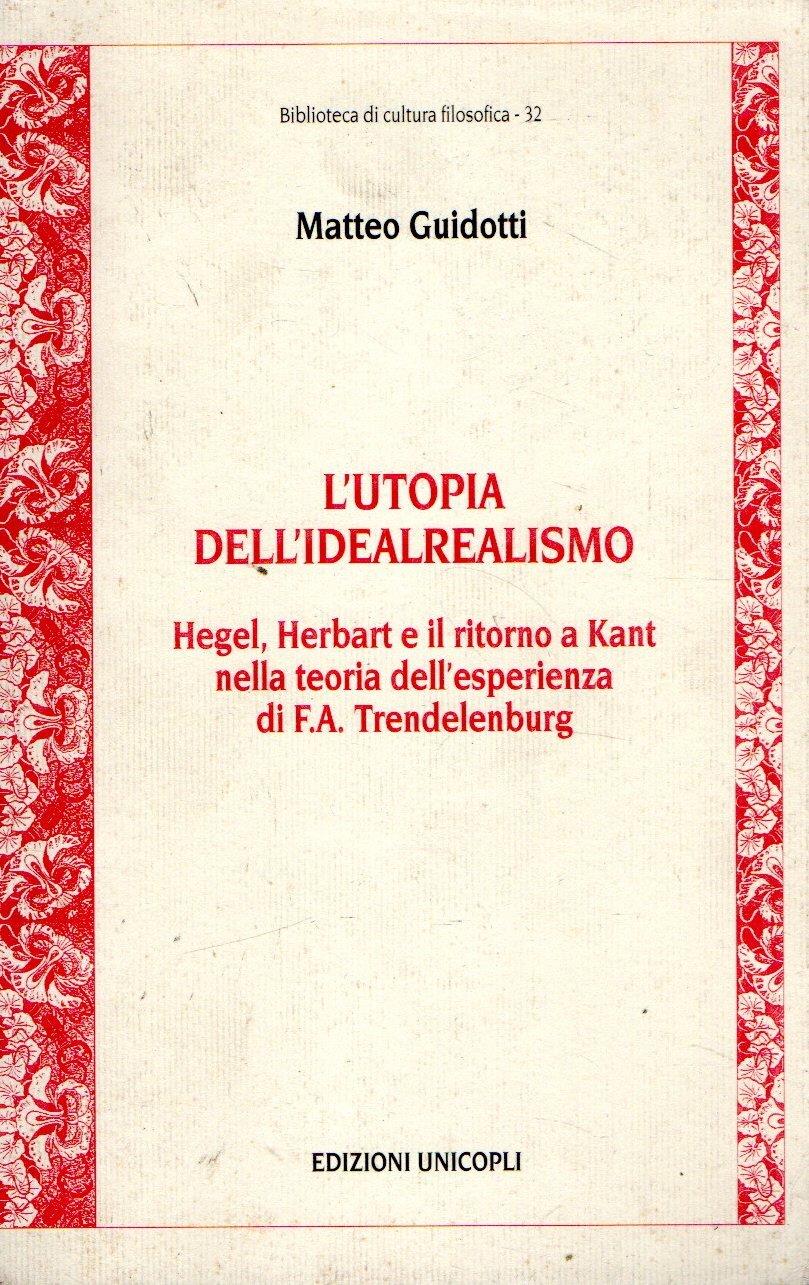 Biblioteca di cultura filosofica - 32
Matteo Guidotti
L'UTOPIA
DELL'IDEALREALISMO
Hegel, Herbart e il ritorno a Kant
nella teoria dell'esperienza
di F.A. Trendelenburg
EDIZIONI UNICOPLI